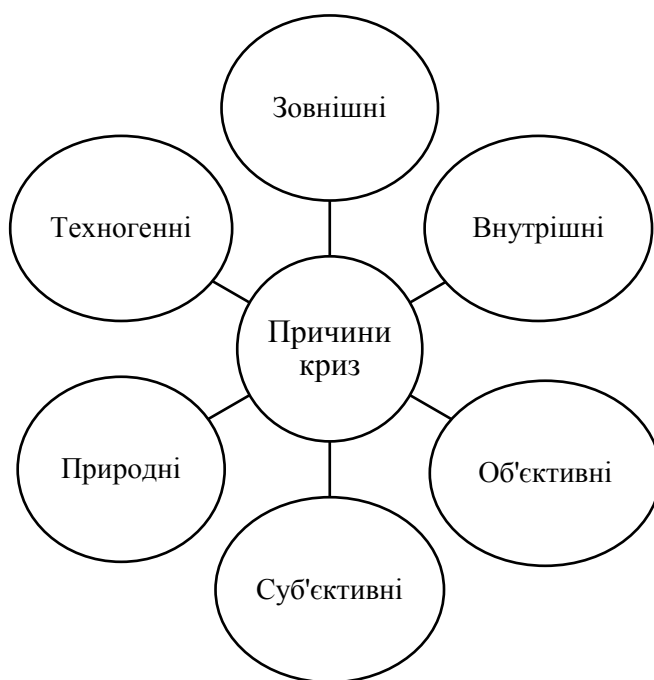 Зовнішні
Техногенні
Внутрішні
Причини
криз
Природні
Об'єктивні
Суб'єктивні